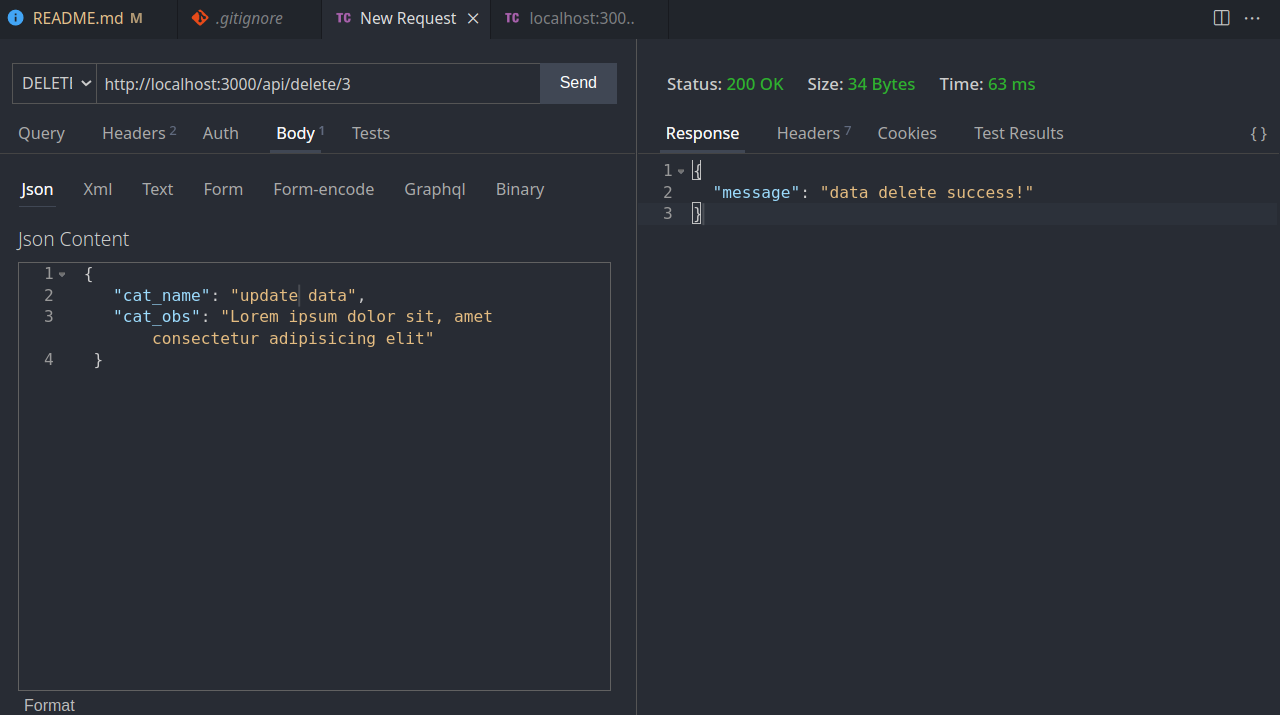 README.md M .gitignore TC New Request TC localhost:300..
DELETI http://localhost:3000/api/delete/3 Send
Query Headers 2 Auth Body 1 Tests
Json Xml Text Form Form-encode Graphql Binary
Json Content
1 {
2 "cat_name": "update data",
3 "cat_obs": "Lorem ipsum dolor sit, amet
consectetur adipisicing elit"
4 }
Format
Status: 200 OK Size: 34 Bytes Time: 63 ms
Response Headers 7 Cookies Test Results {}
1 {
2 "message": "data delete success!"
3 }